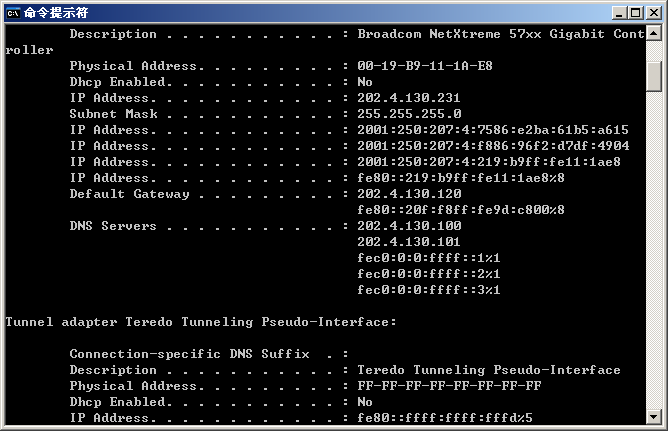 命令提示符
Description . . . . . . . . . . . : Broadcom NetXtreme 57xx Gigabit Cont
roller
Physical Address. . . . . . . . . : 00-19-B9-11-1A-E8
Dhcp Enabled. . . . . . . . . . . : No
IP Address. . . . . . . . . . . . : 202.4.130.231
Subnet Mask . . . . . . . . . . . : 255.255.255.0
IP Address. . . . . . . . . . . . : 2001:250:207:4:7586:e2ba:61b5:a615
IP Address. . . . . . . . . . . . : 2001:250:207:4:f886:96f2:d7df:4904
IP Address. . . . . . . . . . . . : 2001:250:207:4:219:b9ff:fe11:1ae8
IP Address. . . . . . . . . . . . : fe80::219:b9ff:fe11:1ae8%8
Default Gateway . . . . . . . . . : 202.4.130.120
fe80::20f:f8ff:fe9d:c800%8
DNS Servers . . . . . . . . . . . : 202.4.130.100
202.4.130.101
fec0:0:0:ffff::1%1
fec0:0:0:ffff::2%1
fec0:0:0:ffff::3%1
Tunnel adapter Teredo Tunneling Pseudo-Interface:
Connection-specific DNS Suffix  . :
Description . . . . . . . . . . . : Teredo Tunneling Pseudo-Interface
Physical Address. . . . . . . . . : FF-FF-FF-FF-FF-FF-FF-FF
Dhcp Enabled. . . . . . . . . . . : No
IP Address. . . . . . . . . . . . : fe80::ffff:ffff:fffd%5